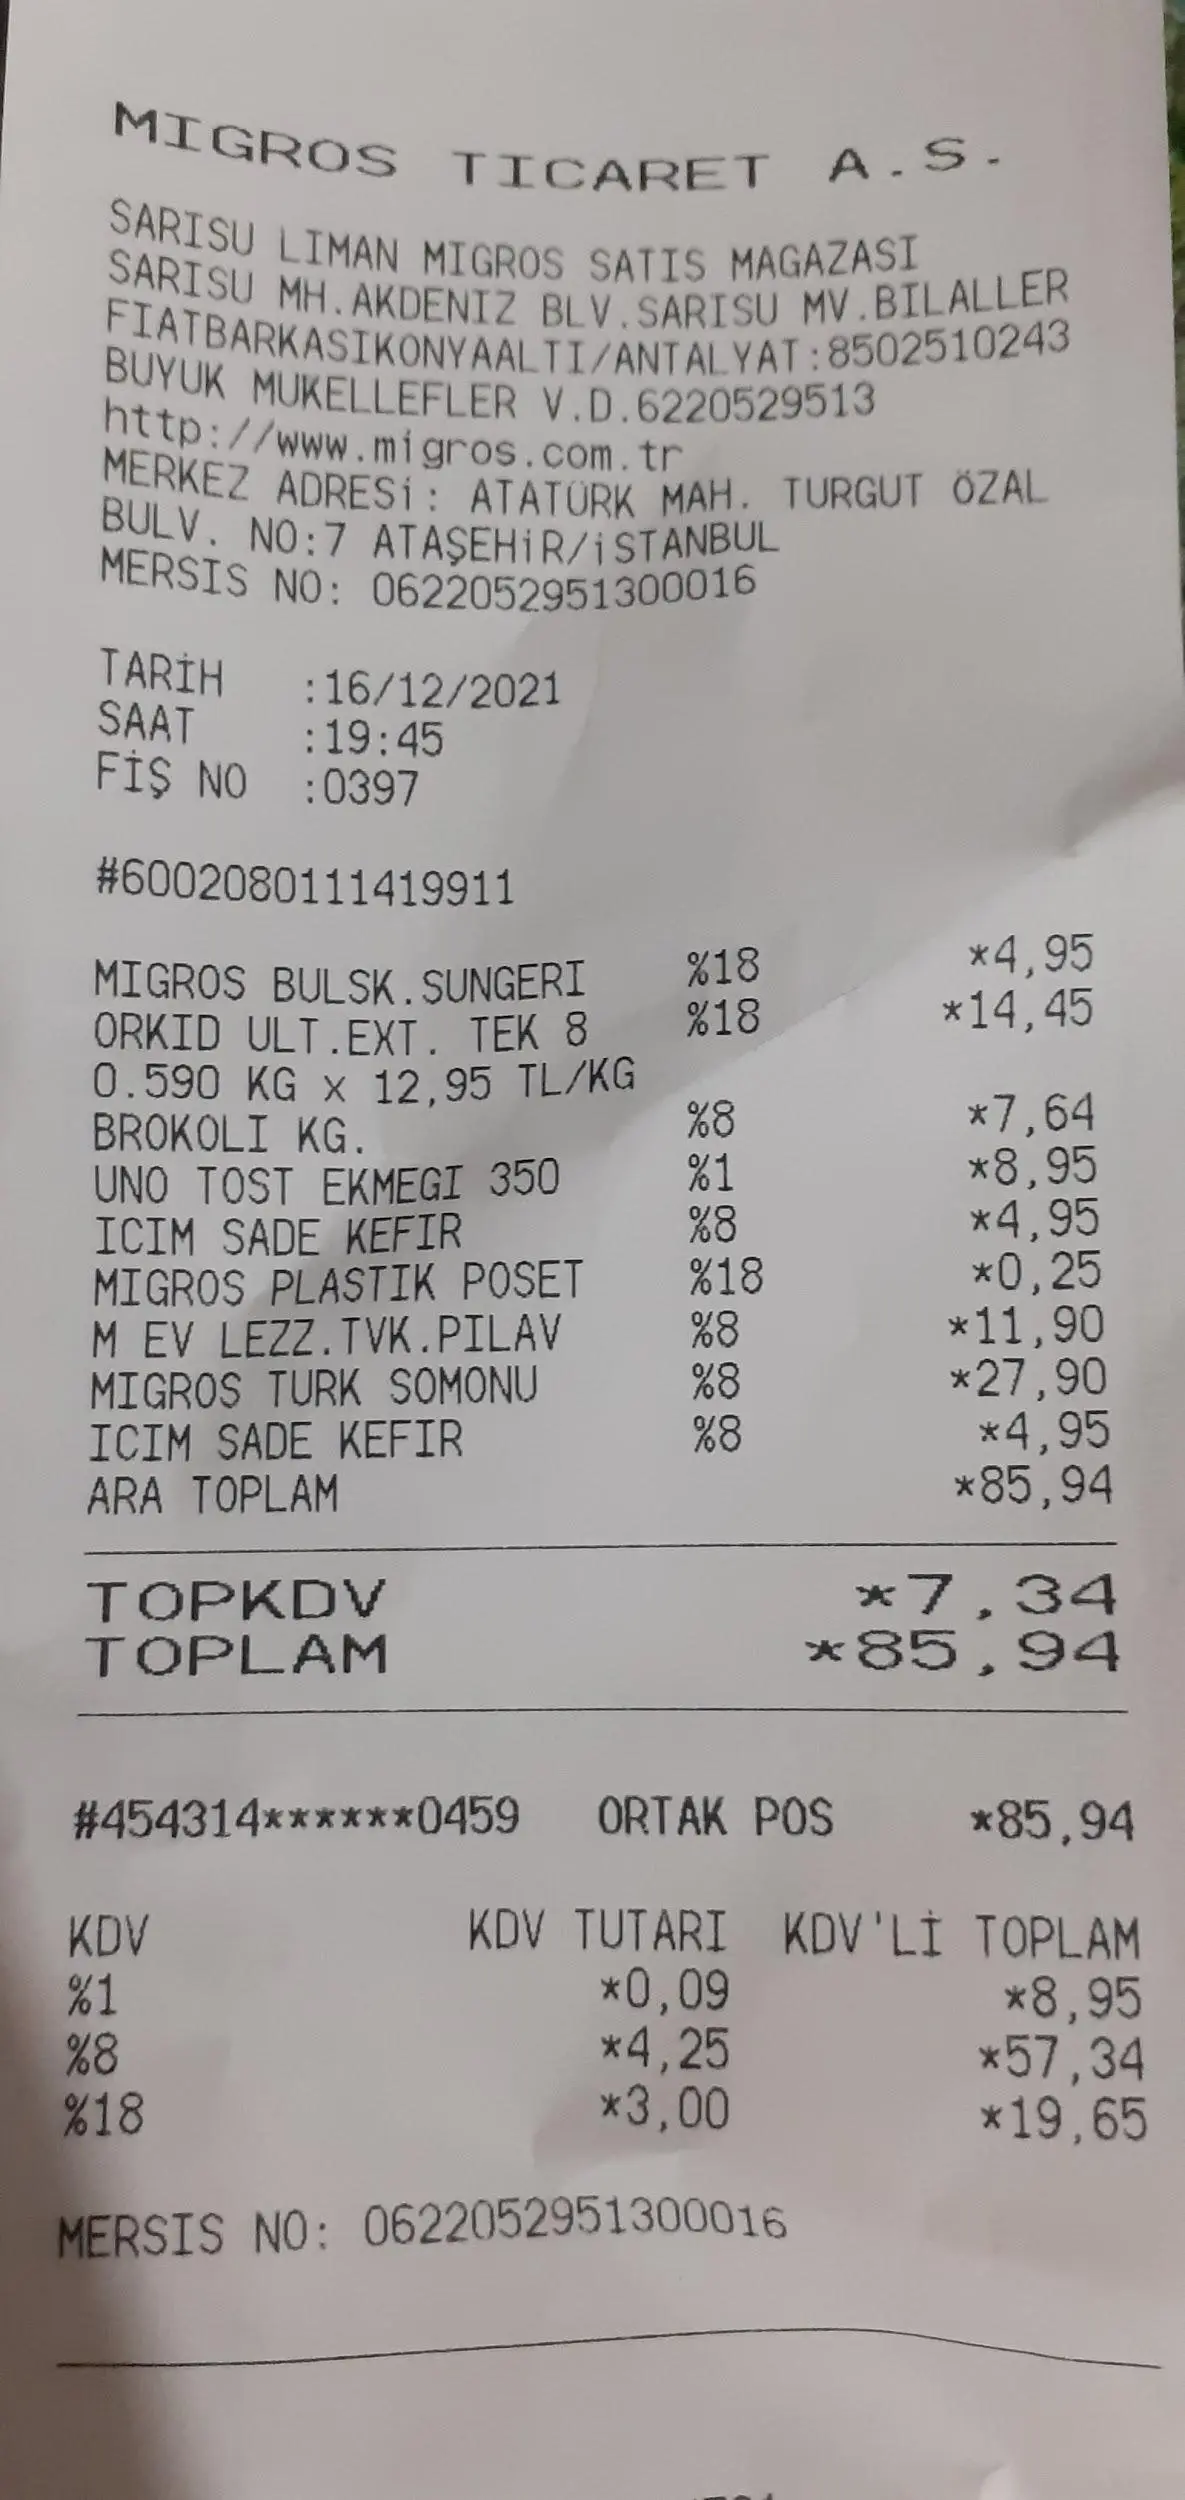 MIGROS TICARET A.S.
SARISU LIMAN MIGROS SATIS MAGAZASI
SARISU MH.AKDENIZ BLV.SARISU MV.BILALLER
FIATBARKASIKONYAALTI/ANTALYAT:8502510243
BUYUK MUKELLEFLER V.D.6220529513
http://www.migros.com.tr
MERKEZ ADRESİ: ATATÜRK MAH. TURGUT ÖZAL
BULV. NO:7 ATAŞEHİR/İSTANBUL
MERSIS NO: 0622052951300016
TARİH :16/12/2021
SAAT :19:45
FİŞ NO :0397
#6002080111419911
MIGROS BULSK.SUNGERI %18 *4,95
ORKID ULT.EXT. TEK 8 %18 *14,45
0.590 KG x 12,95 TL/KG
BROKOLI KG. %8 *7,64
UNO TOST EKMEGI 350 %1 *8,95
ICIM SADE KEFIR %8 *4,95
MIGROS PLASTIK POSET %18 *0,25
M EV LEZZ.TVK.PILAV %8 *11,90
MIGROS TURK SOMONU %8 *27,90
ICIM SADE KEFIR %8 *4,95
ARA TOPLAM *85,94
TOPKDV *7,34
TOPLAM *85,94
#454314******0459 ORTAK POS *85,94
KDV KDV TUTARI KDV'Lİ TOPLAM
%1 *0,09 *8,95
%8 *4,25 *57,34
%18 *3,00 *19,65
MERSIS NO: 0622052951300016